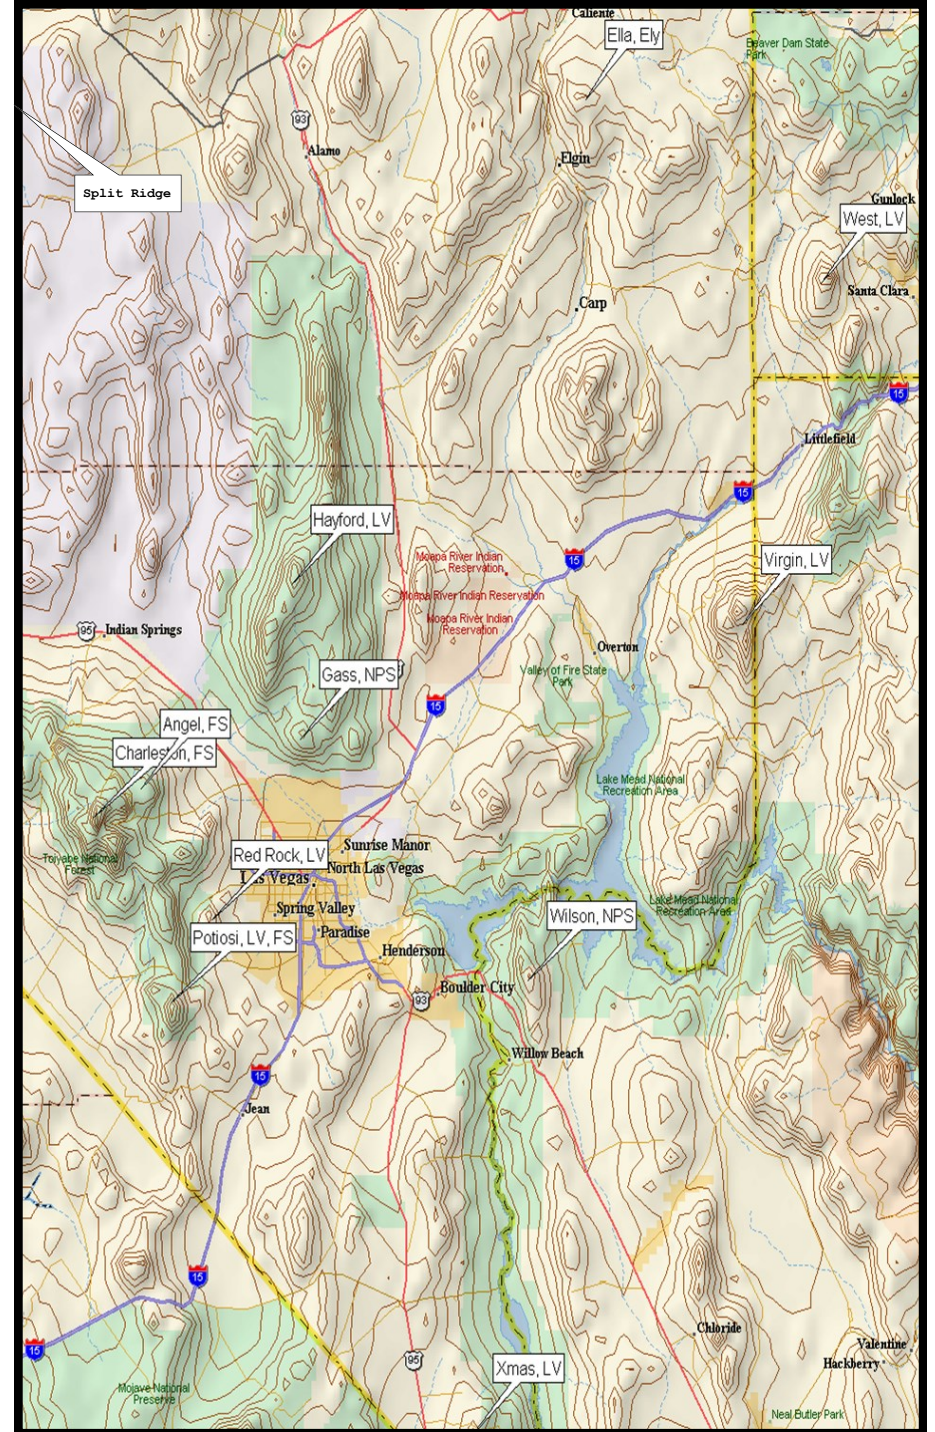 Caliente
Ella, Ely
Beaver Dam State
Park
93
Alamo
Elgin
Split Ridge
Gunlock
West, LV
Santa Clara
Carp
15
Littlefield
15
Hayford, LV
Moapa River Indian
Reservation
15
Virgin, LV
Moapa River Indian Reservation
Moapa River Indian
Reservation
95
Indian Springs
Overton
Gass, NPS
Valley of Fire State
Park
15
Angel, FS
Charleston, FS
Lake Mead National
Recreation Area
Sunrise Manor
Red Rock, LV
Toiyabe National
Forest
North Las Vegas
Las Vegas
Spring Valley
Lake Mead National
Recreation Area
Wilson, NPS
Paradise
Potiosi, LV, FS
Henderson
Boulder City
93
Willow Beach
15
Jean
15
Chloride
Valentine
15
95
Hackberry
Xmas, LV
Mojave National
Preserve
Neal Butler Park